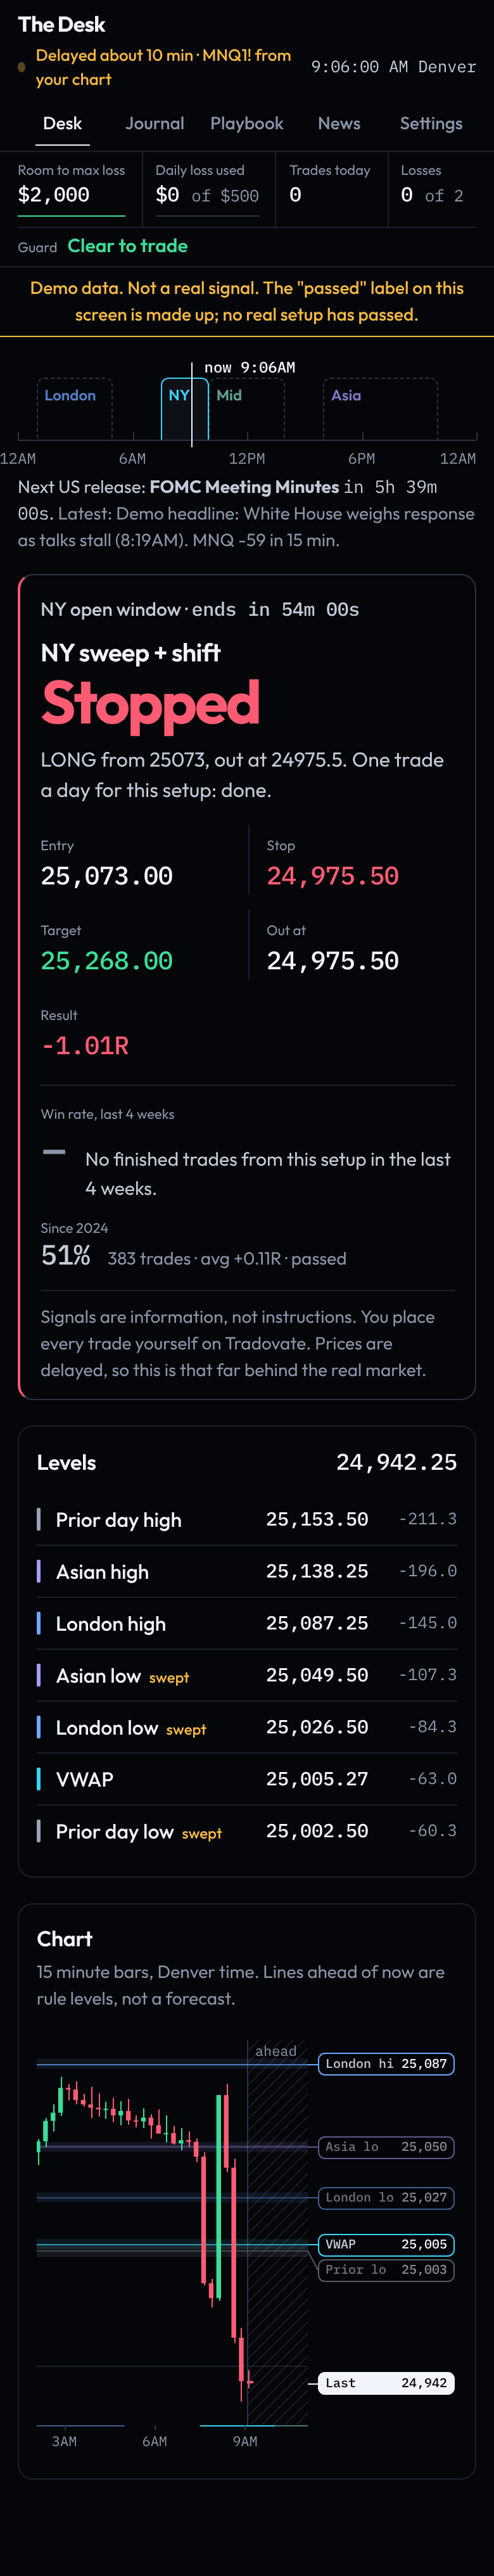 The Desk
Delayed about 10 min · MNQ1! from
your chart
9:06:00 AM Denver
Desk Journal Playbook News Settings
Room to max loss Daily loss used Trades today Losses
$2,000 $0 of $500 0 0 of 2
Guard Clear to trade
Demo data. Not a real signal. The "passed" label on this
screen is made up; no real setup has passed.
now 9:06AM
London NY Mid Asia
12AM 6AM 12PM 6PM 12AM
Next US release: FOMC Meeting Minutes in 5h 39m
00s. Latest: Demo headline: White House weighs response
as talks stall (8:19AM). MNQ -59 in 15 min.
NY open window · ends in 54m 00s
NY sweep + shift
Stopped
LONG from 25073, out at 24975.5. One trade
a day for this setup: done.
Entry Stop
25,073.00 24,975.50
Target Out at
25,268.00 24,975.50
Result
-1.01R
Win rate, last 4 weeks
— No finished trades from this setup in the last
4 weeks.
Since 2024
51% 383 trades · avg +0.11R · passed
Signals are information, not instructions. You place
every trade yourself on Tradovate. Prices are
delayed, so this is that far behind the real market.
Levels 24,942.25
Prior day high 25,153.50 -211.3
Asian high 25,138.25 -196.0
London high 25,087.25 -145.0
Asian low swept 25,049.50 -107.3
London low swept 25,026.50 -84.3
VWAP 25,005.27 -63.0
Prior day low swept 25,002.50 -60.3
Chart
15 minute bars, Denver time. Lines ahead of now are
rule levels, not a forecast.
ahead
London hi 25,087
Asia lo 25,050
London lo 25,027
VWAP 25,005
Prior lo 25,003
Last 24,942
3AM 6AM 9AM